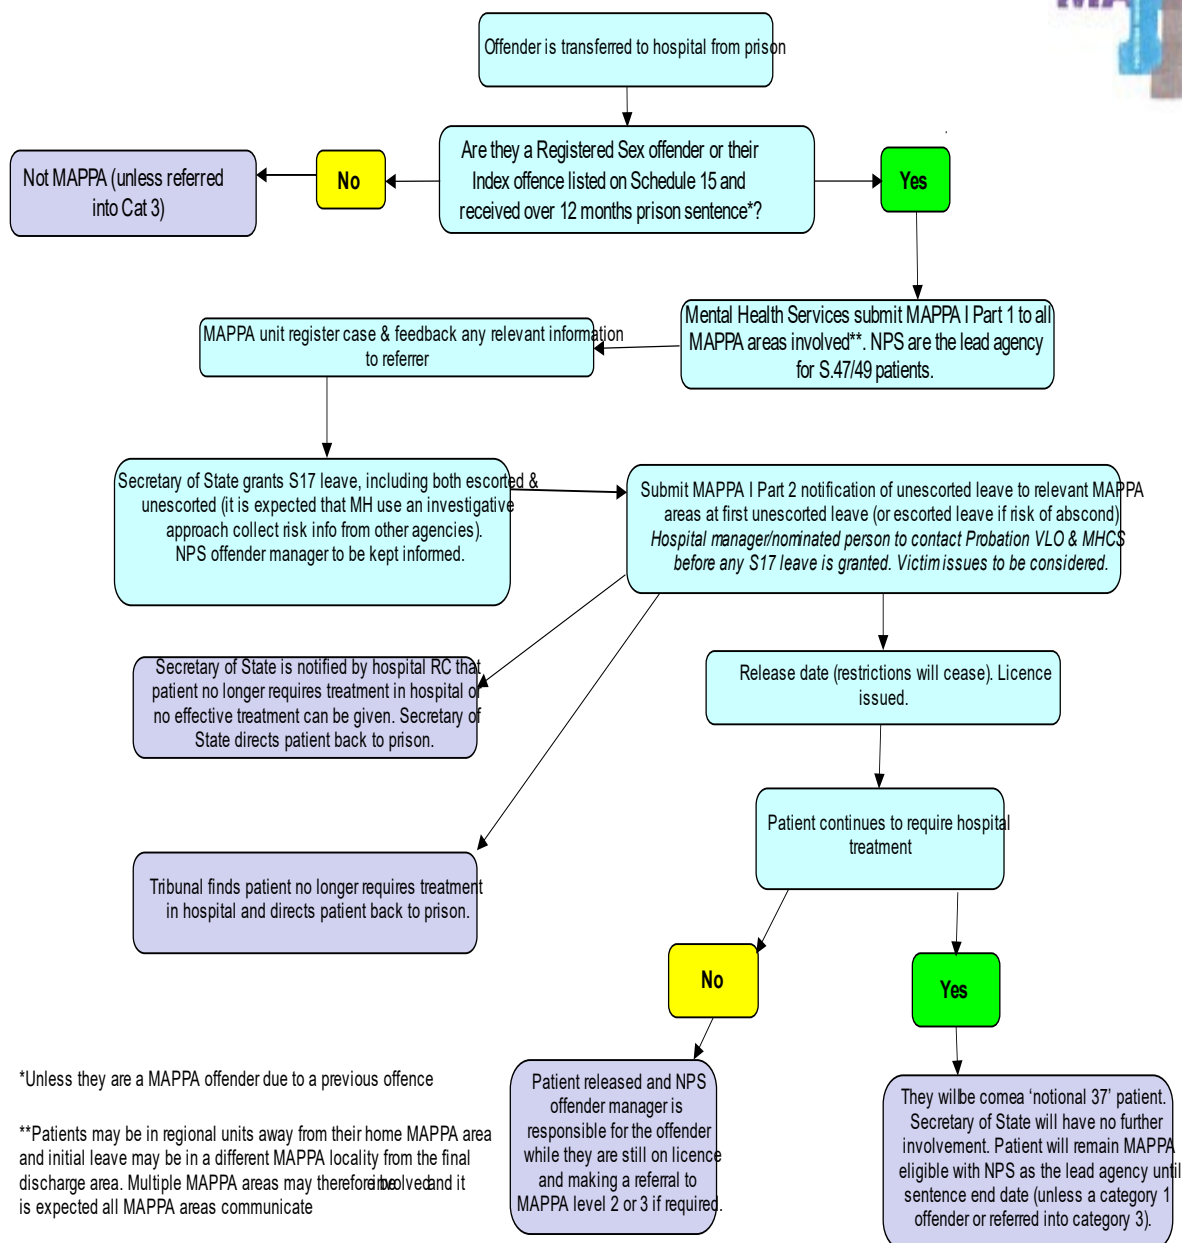 MA
Offender is transferred to hospital from prison
Are they a Registered Sex offender or their
Index offence listed on Schedule 15 and
received over 12 months prison sentence*?
No
Yes
Not MAPPA (unless referred
into Cat 3)
Mental Health Services submit MAPPA I Part 1 to all
MAPPA areas involved**. NPS are the lead agency
for S.47/49 patients.
MAPPA unit register case & feedback any relevant information
to referrer
Secretary of State grants S17 leave, including both escorted &
unescorted (it is expected that MH use an investigative
approach collect risk info from other agencies).
NPS offender manager to be kept informed.
Submit MAPPA I Part 2 notification of unescorted leave to relevant MAPPA
areas at first unescorted leave (or escorted leave if risk of abscond)
Hospital manager/nominated person to contact Probation VLO & MHCS
before any S17 leave is granted. Victim issues to be considered.
Secretary of State is notified by hospital RC that
patient no longer requires treatment in hospital or
no effective treatment can be given. Secretary of
State directs patient back to prison.
Release date (restrictions will cease). Licence
issued.
Patient continues to require hospital
treatment
Tribunal finds patient no longer requires treatment
in hospital and directs patient back to prison.
No
Yes
Patient released and NPS
offender manager is
responsible for the offender
while they are still on licence
and making a referral to
MAPPA level 2 or 3 if required.
They will be come a ‘notional 37’ patient.
Secretary of State will have no further
involvement. Patient will remain MAPPA
eligible with NPS as the lead agency until
sentence end date (unless a category 1
offender or referred into category 3).
*Unless they are a MAPPA offender due to a previous offence
**Patients may be in regional units away from their home MAPPA area
and initial leave may be in a different MAPPA locality from the final
discharge area. Multiple MAPPA areas may therefore be involved and it
is expected all MAPPA areas communicate